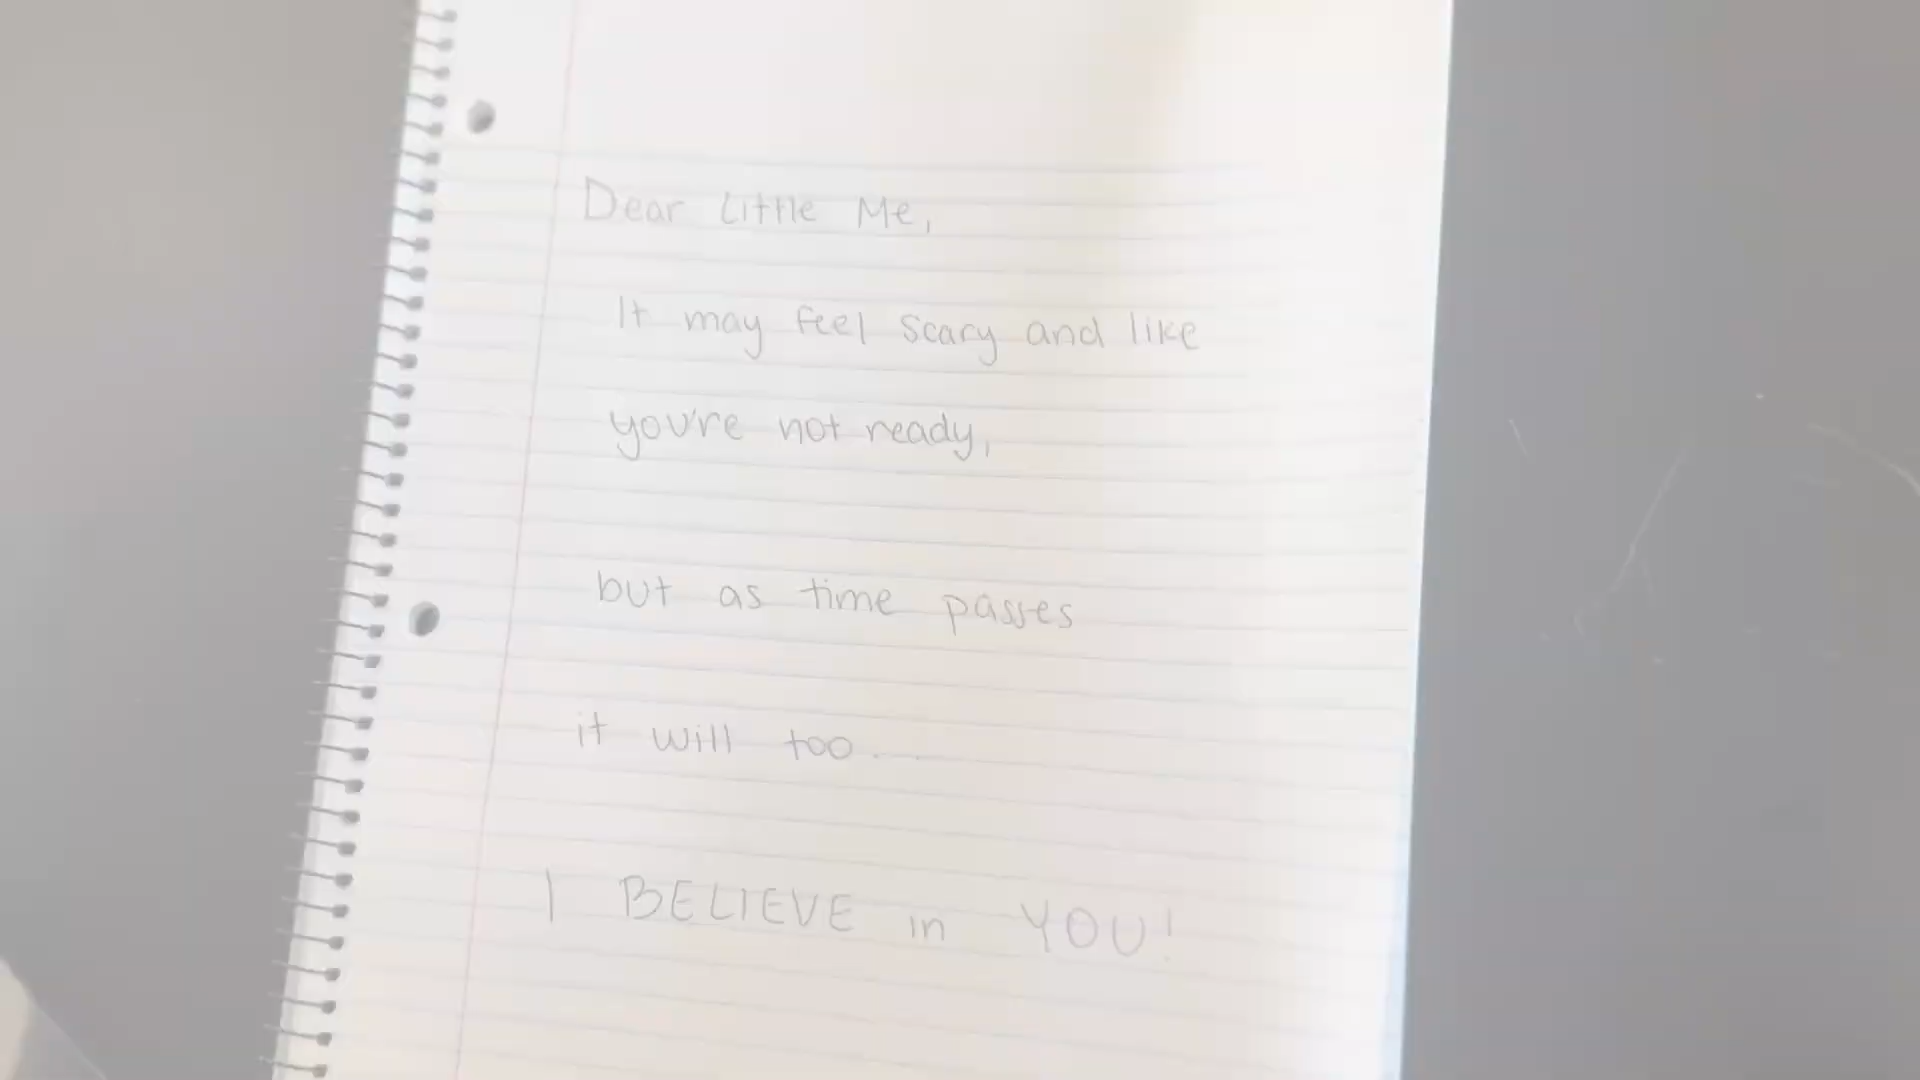 Dear Little Me,
It may feel scary and like
you're not ready,
but as time passes
it will too....
I BELIEVE in YOU!